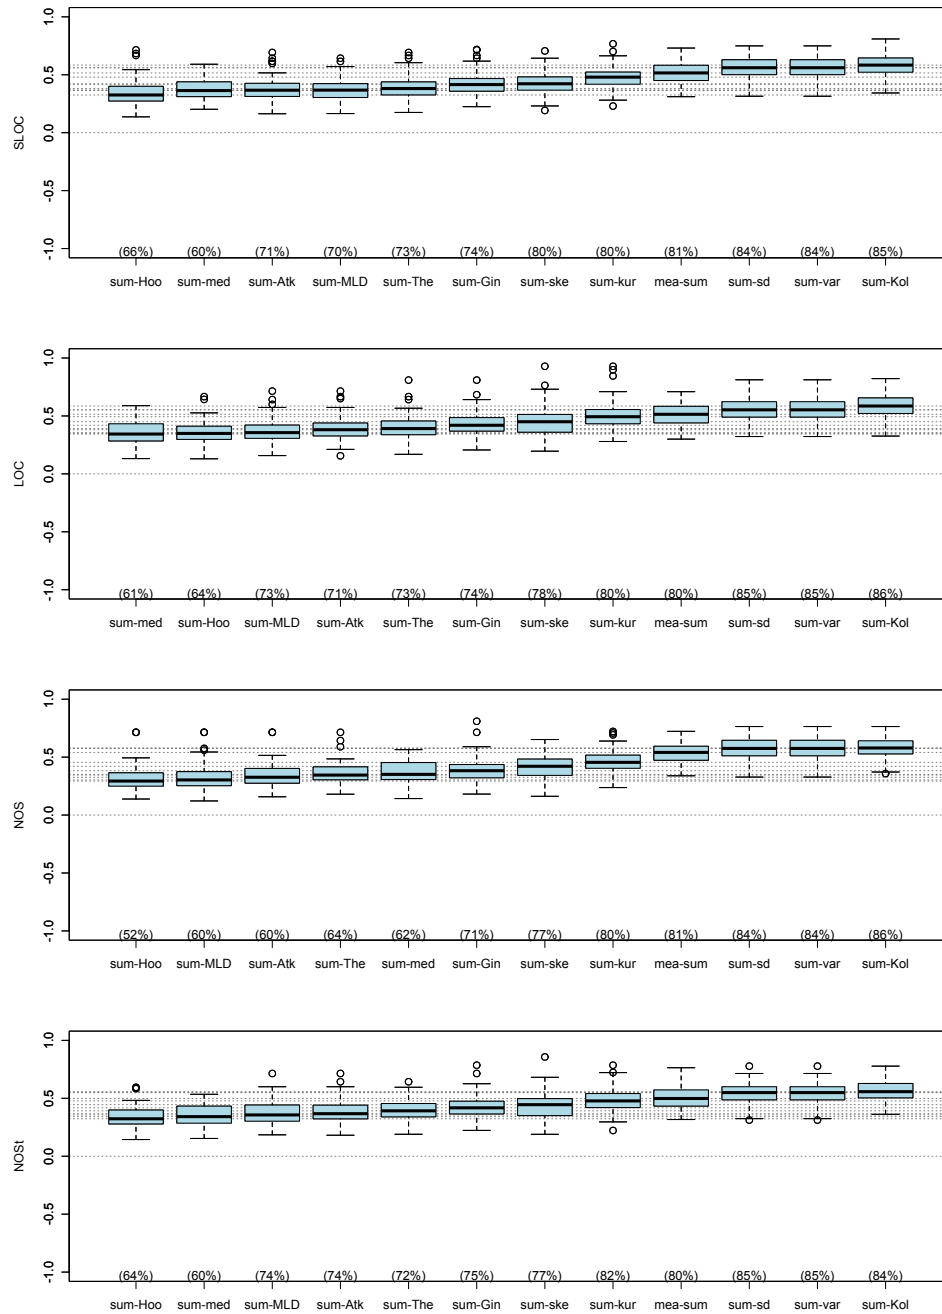 1.0
0.5
0.0
-0.5
-1.0
SLOC
(66%) (60%) (71%) (70%) (73%) (74%) (80%) (80%) (81%) (84%) (84%) (85%)
sum-Hoo sum-med sum-Atk sum-MLD sum-The sum-Gin sum-ske sum-kur mea-sum sum-sd sum-var sum-Kol
1.0
0.5
0.0
-0.5
-1.0
LOC
(61%) (64%) (73%) (71%) (73%) (74%) (78%) (80%) (80%) (85%) (85%) (86%)
sum-med sum-Hoo sum-MLD sum-Atk sum-The sum-Gin sum-ske sum-kur mea-sum sum-sd sum-var sum-Kol
1.0
0.5
0.0
-0.5
-1.0
NOS
(52%) (60%) (60%) (64%) (62%) (71%) (77%) (80%) (81%) (84%) (84%) (86%)
sum-Hoo sum-MLD sum-Atk sum-The sum-med sum-Gin sum-ske sum-kur mea-sum sum-sd sum-var sum-Kol
1.0
0.5
0.0
-0.5
-1.0
NOSt
(64%) (60%) (74%) (74%) (72%) (75%) (77%) (82%) (80%) (85%) (85%) (84%)
sum-Hoo sum-med sum-MLD sum-Atk sum-The sum-Gin sum-ske sum-kur mea-sum sum-sd sum-var sum-Kol